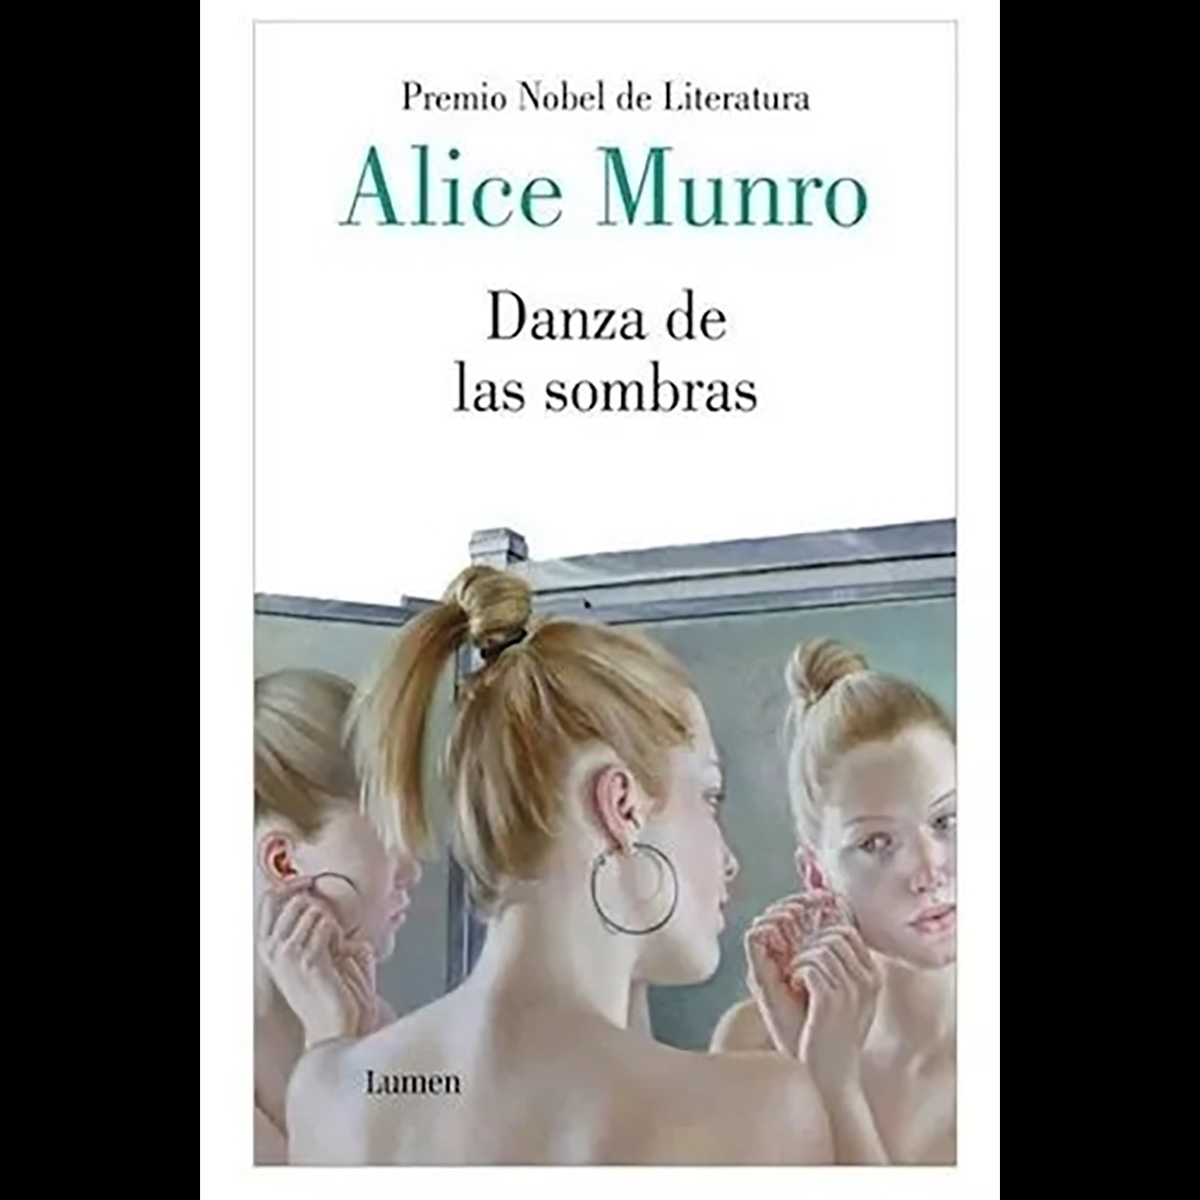 Premio Nobel de Literatura
Alice Munro
Danza de
las sombras
Lumen